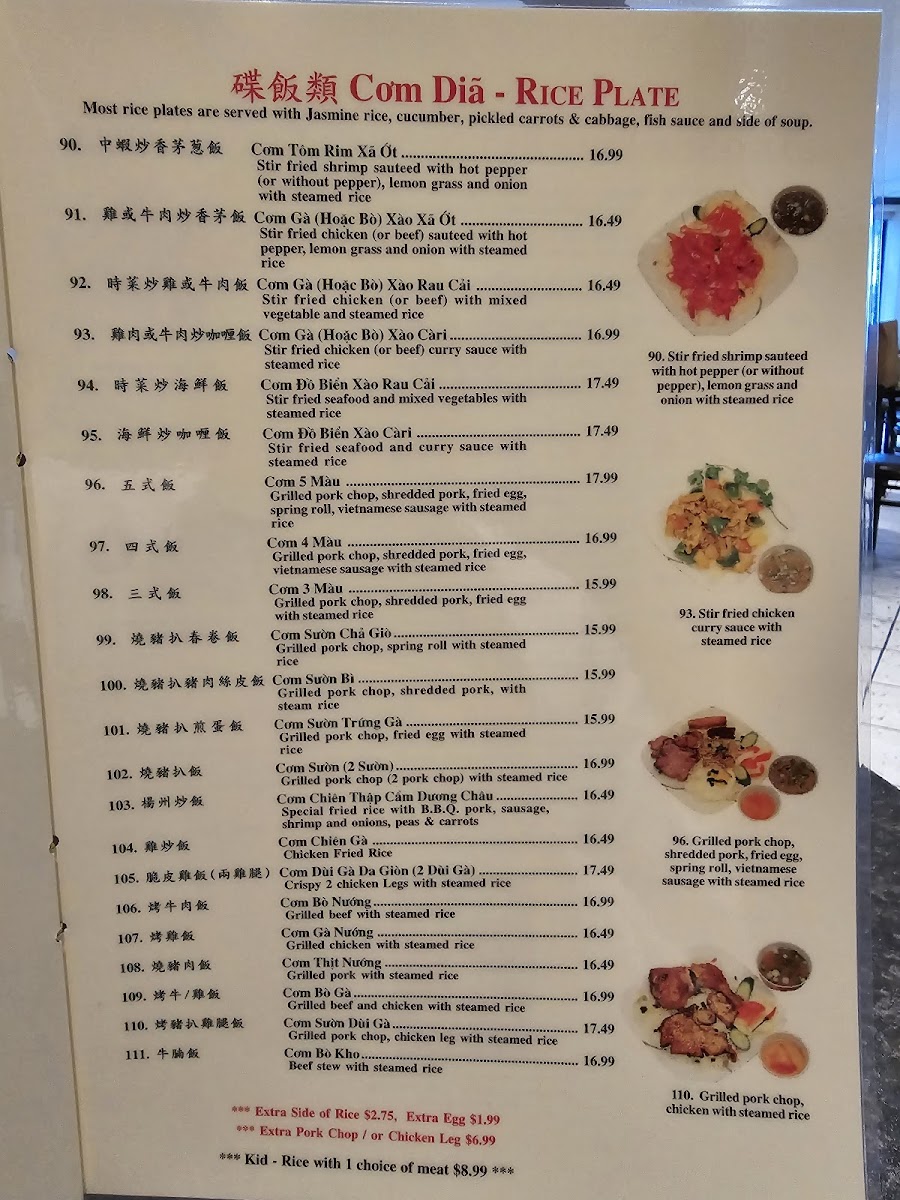 碟飯類 Cơm Diã - RICE PLATE
Most rice plates are served with Jasmine rice, cucumber, pickled carrots & cabbage, fish sauce and side of soup.
90. 中蝦炒香茅葱飯 Cơm Tôm Rim Xã Ớt 16.99
Stir fried shrimp sauteed with hot pepper
(or without pepper), lemon grass and onion
with steamed rice
91. 雞或牛肉炒香茅飯 Cơm Gà (Hoặc Bò) Xào Xã Ớt 16.49
Stir fried chicken (or beef) sauteed with hot
pepper, lemon grass and onion with steamed
rice
92. 時菜炒雞或牛肉飯 Cơm Gà (Hoặc Bò) Xào Rau Cải 16.49
Stir fried chicken (or beef) with mixed
vegetable and steamed rice
93. 雞肉或牛肉炒咖喱飯 Cơm Gà (Hoặc Bò) Xào Càri 16.99
Stir fried chicken (or beef) curry sauce with
steamed rice
94. 時菜炒海鮮飯 Cơm Đồ Biển Xào Rau Cải 17.49
Stir fried seafood and mixed vegetables with
steamed rice
95. 海鮮炒咖喱飯 Cơm Đồ Biển Xào Càri 17.49
Stir fried seafood and curry sauce with
steamed rice
96. 五式飯 Cơm 5 Màu 17.99
Grilled pork chop, shredded pork, fried egg,
spring roll, vietnamese sausage with steamed
rice
97. 四式飯 Cơm 4 Màu 16.99
Grilled pork chop, shredded pork, fried egg,
vietnamese sausage with steamed rice
98. 三式飯 Cơm 3 Màu 15.99
Grilled pork chop, shredded pork, fried egg
with steamed rice
99. 燒豬扒春卷飯 Cơm Sườn Chả Giò 15.99
Grilled pork chop, spring roll with steamed
rice
100. 燒豬扒豬肉絲皮飯 Cơm Sườn Bì 15.99
Grilled pork chop, shredded pork, with
steam rice
101. 燒豬扒煎蛋飯 Cơm Sườn Trứng Gà 15.99
Grilled pork chop, fried egg with steamed
rice
102. 燒豬扒飯 Cơm Sườn (2 Sườn) 16.99
Grilled pork chop (2 pork chop) with steamed rice
103. 揚州炒飯 Cơm Chiên Thập Cẩm Dương Châu 16.49
Special fried rice with B.B.Q. pork, sausage,
shrimp and onions, peas & carrots
104. 雞炒飯 Cơm Chiên Gà 16.49
Chicken Fried Rice
105. 脆皮雞飯(兩雞腿) Cơm Dùi Gà Da Giòn (2 Dùi Gà) 17.49
Crispy 2 chicken Legs with steamed rice
106. 烤牛肉飯 Cơm Bò Nướng 16.99
Grilled beef with steamed rice
107. 烤雞飯 Cơm Gà Nướng 16.49
Grilled chicken with steamed rice
108. 燒豬肉飯 Cơm Thịt Nướng 16.49
Grilled pork with steamed rice
109. 烤牛/雞飯 Cơm Bò Gà 16.99
Grilled beef and chicken with steamed rice
110. 烤豬扒雞腿飯 Cơm Sườn Dùi Gà 17.49
Grilled pork chop, chicken leg with steamed rice
111. 牛腩飯 Cơm Bò Kho 16.99
Beef stew with steamed rice
*** Extra Side of Rice $2.75, Extra Egg $1.99
*** Extra Pork Chop / or Chicken Leg $6.99
*** Kid - Rice with 1 choice of meat $8.99 ***
90. Stir fried shrimp sauteed
with hot pepper (or without
pepper), lemon grass and
onion with steamed rice
93. Stir fried chicken
curry sauce with
steamed rice
96. Grilled pork chop,
shredded pork, fried egg,
spring roll, vietnamese
sausage with steamed rice
110. Grilled pork chop,
chicken with steamed rice